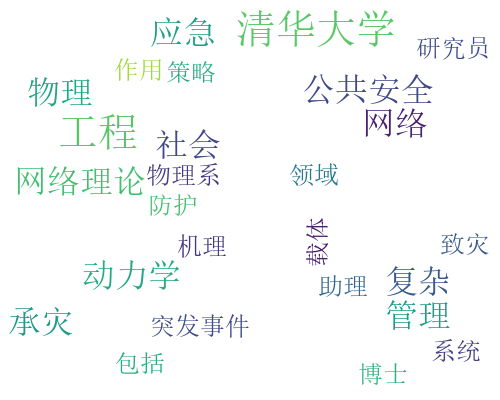 应急
清华大学
研究员
作用
策略
物理
公共安全
网络
工程
社会
网络理论
物理系
领域
防护
机理
载体
致灾
动力学
助理
复杂
承灾
突发事件
管理
包括
系统
博士